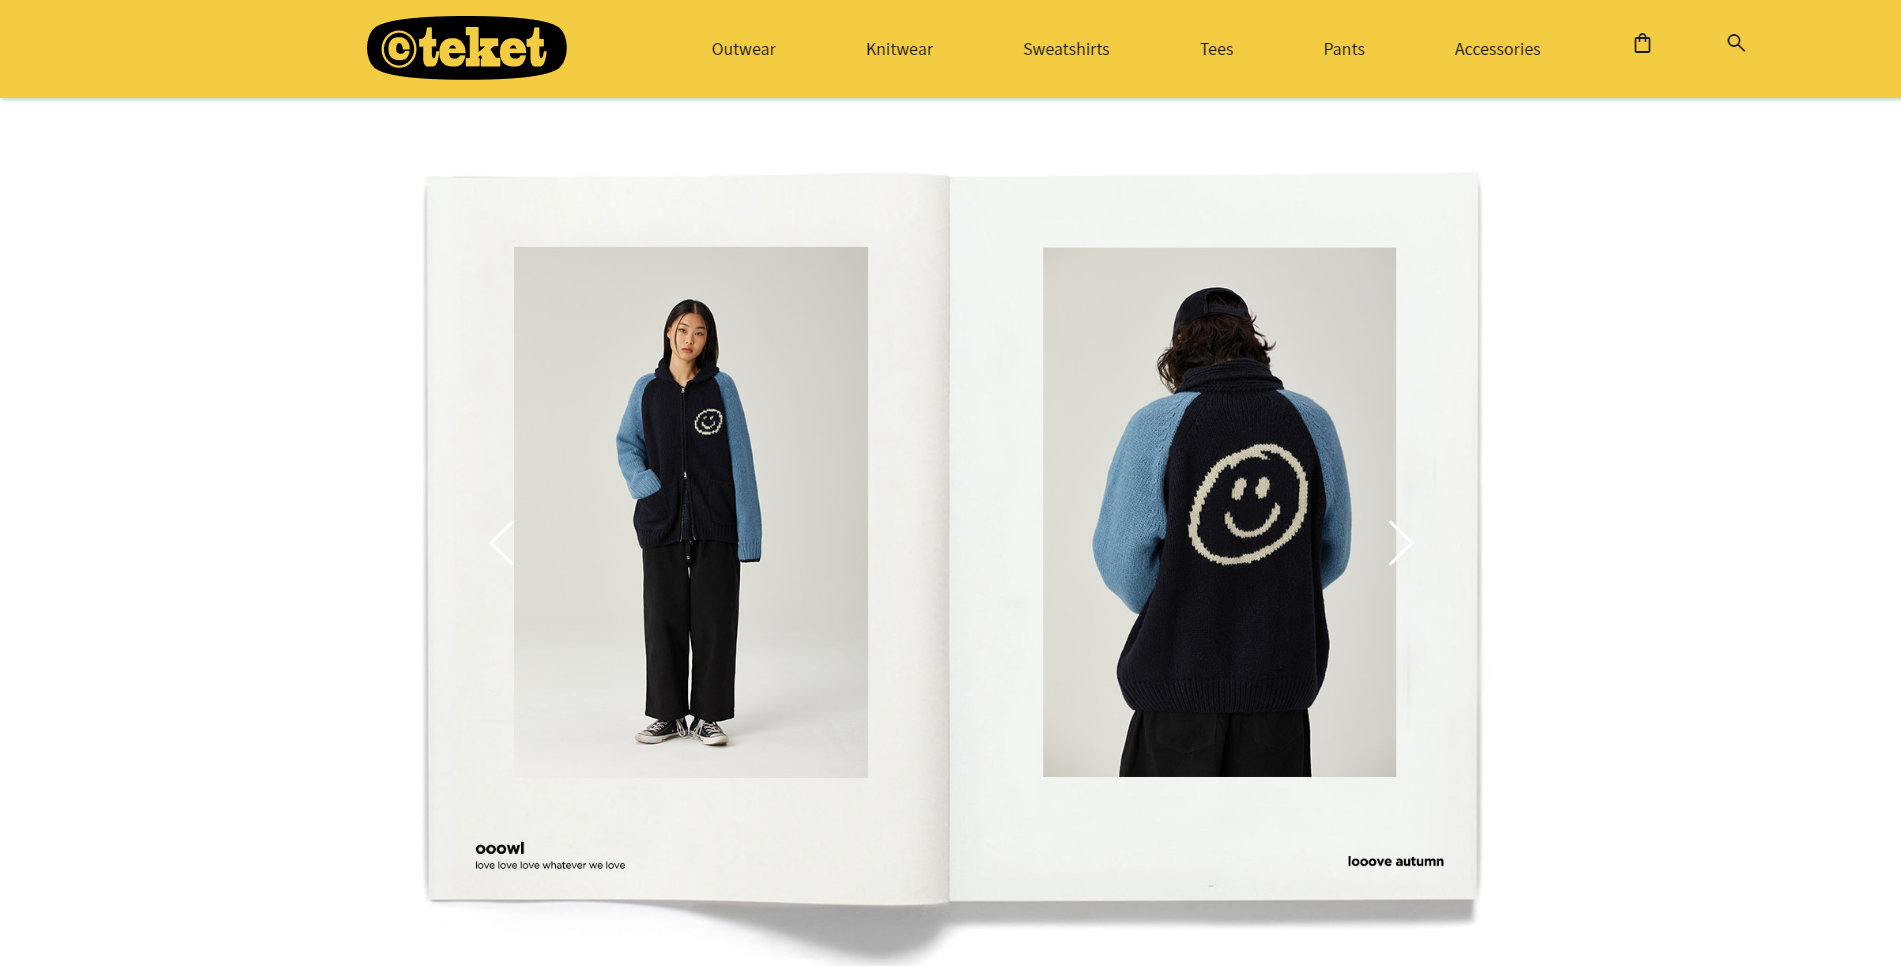 ©teket
Outwear Knitwear Sweatshirts Tees Pants Accessories
ooowl
love love love whatever we love
looove autumn